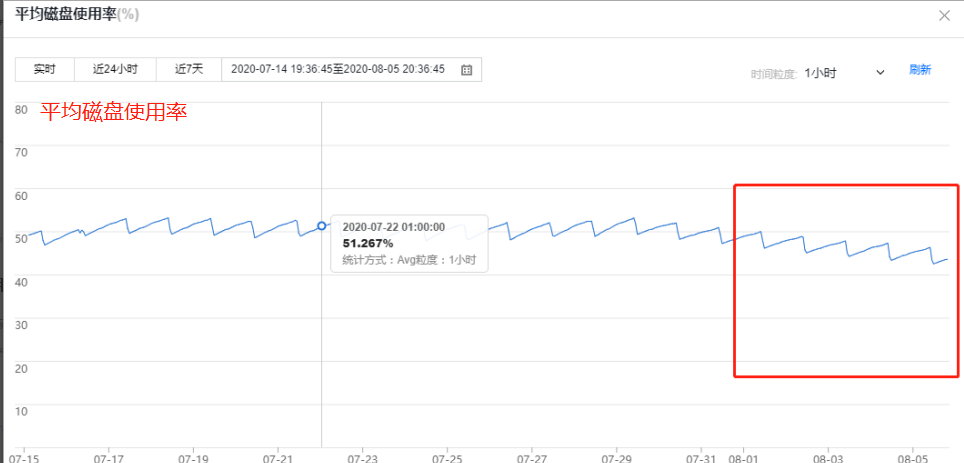 平均磁盘使用率(%)
实时 近24小时 近7天 2020-07-14 19:36:45至2020-08-05 20:36:45
时间粒度: 1小时 刷新
80 平均磁盘使用率
70
60
50
40
30
20
10
2020-07-22 01:00:00
51.267%
统计方式：Avg粒度：1小时
07-15 07-17 07-19 07-21 07-23 07-25 07-27 07-29 07-31 08-01 08-03 08-05